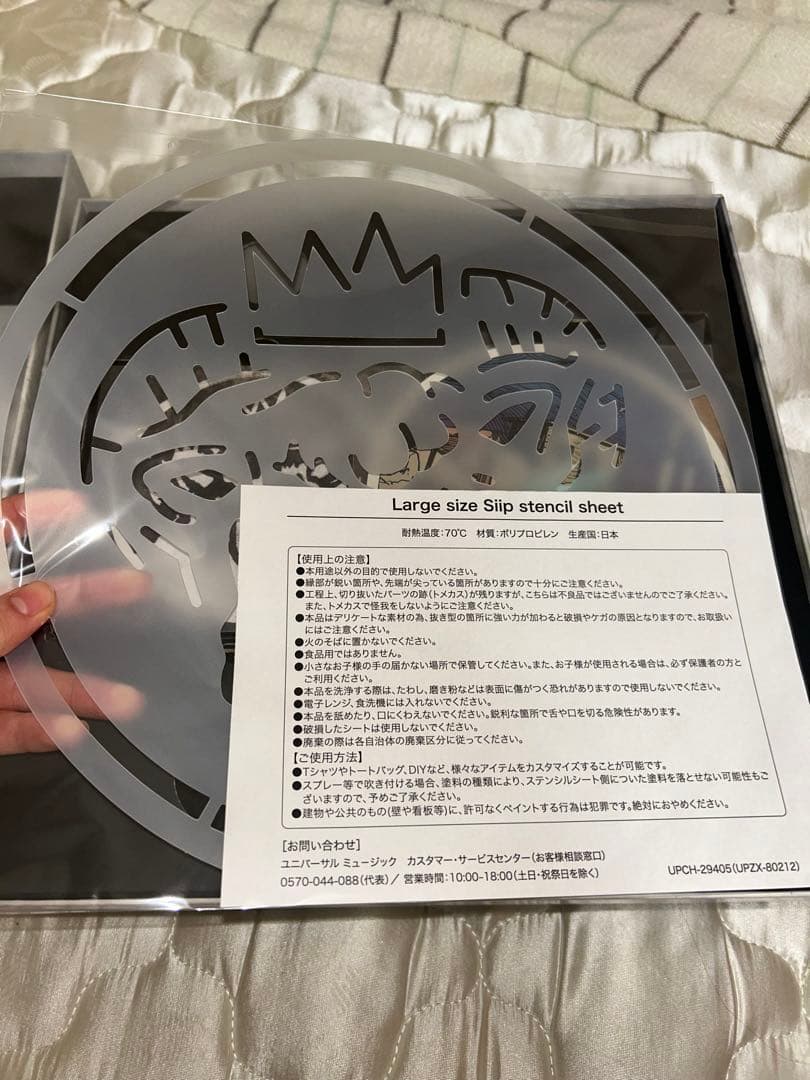 Large size Siip stencil sheet
耐熱温度:70℃ 材質:ポリプロピレン 生産国:日本
【使用上の注意】
●本用途以外の目的で使用しないでください。
●縁部が鋭い箇所や、先端が尖っている箇所がありますので十分にご注意ください。
●工程上、切り抜いたパーツの跡(トメカス)が残りますが、こちらは不良品ではございませんのでご了承ください。
また、トメカスで怪我をしないようにご注意ください。
●本品はデリケートな素材の為、抜き型の箇所に強い力が加わると破損やケガの原因となりますので、お取扱い
にはご注意ください。
●火のそばに置かないでください。
●食品用ではありません。
●小さなお子様の手の届かない場所で保管してください。また、お子様が使用される場合は、必ず保護者の方と
ご利用ください。
●本品を洗浄する際は、たわし、磨き粉などは表面に傷がつく恐れがありますので使用しないでください。
●電子レンジ、食洗機には入れないでください。
●本品を舐めたり、口にくわえないでください。鋭利な箇所で舌や口を切る危険性があります。
●破損したシートは使用しないでください。
●廃棄の際は各自治体の廃棄区分に従ってください。
【ご使用方法】
●Tシャツやトートバッグ、DIYなど、様々なアイテムをカスタマイズすることが可能です。
●スプレー等で吹き付ける場合、塗料の種類により、ステンシルシート側についた塗料を落とせない可能性もご
ざいますので、予めご了承ください。
●建物や公共のもの(壁や看板等)に、許可なくペイントする行為は犯罪です。絶対におやめください。
[お問い合わせ]
ユニバーサル ミュージック カスタマー・サービスセンター(お客様相談窓口)
0570-044-088(代表)/ 営業時間:10:00-18:00(土日・祝祭日を除く)
UPCH-29405(UPZX-80212)